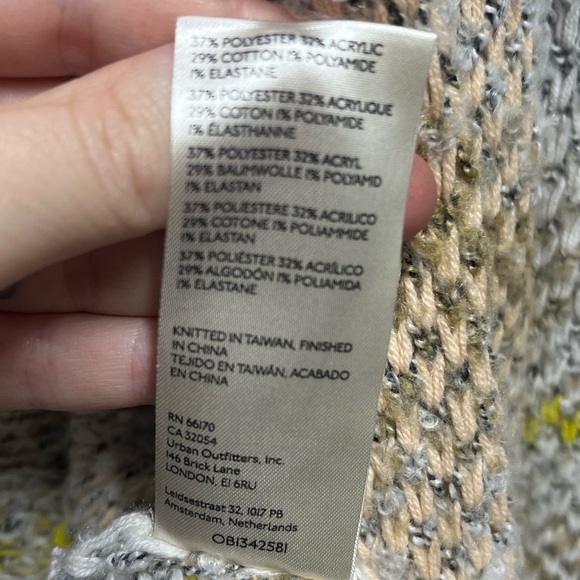 37% POLYESTER 32% ACRYLIC
29% COTTON 1% POLYAMIDE
1% ELASTANE
37% POLYESTER 32% ACRYLIQUE
29% COTON 1% POLYAMIDE
1% ÉLASTHANNE
37% POLYESTER 32% ACRYL
29% BAUMWOLLE 1% POLYAMID
1% ELASTAN
37% POLIESTERE 32% ACRILICO
29% COTONE 1% POLIAMMIDE
1% ELASTAN
37% POLIÉSTER 32% ACRÍLICO
29% ALGODÓN 1% POLIAMIDA
1% ELASTANE
KNITTED IN TAIWAN, FINISHED
IN CHINA
TEJIDO EN TAIWÁN, ACABADO
EN CHINA
RN 66170
CA 32054
Urban Outfitters, Inc.
146 Brick Lane
LONDON, E1 6RU
Leidsestraat 32, 1017 PB
Amsterdam, Netherlands
OB1342581